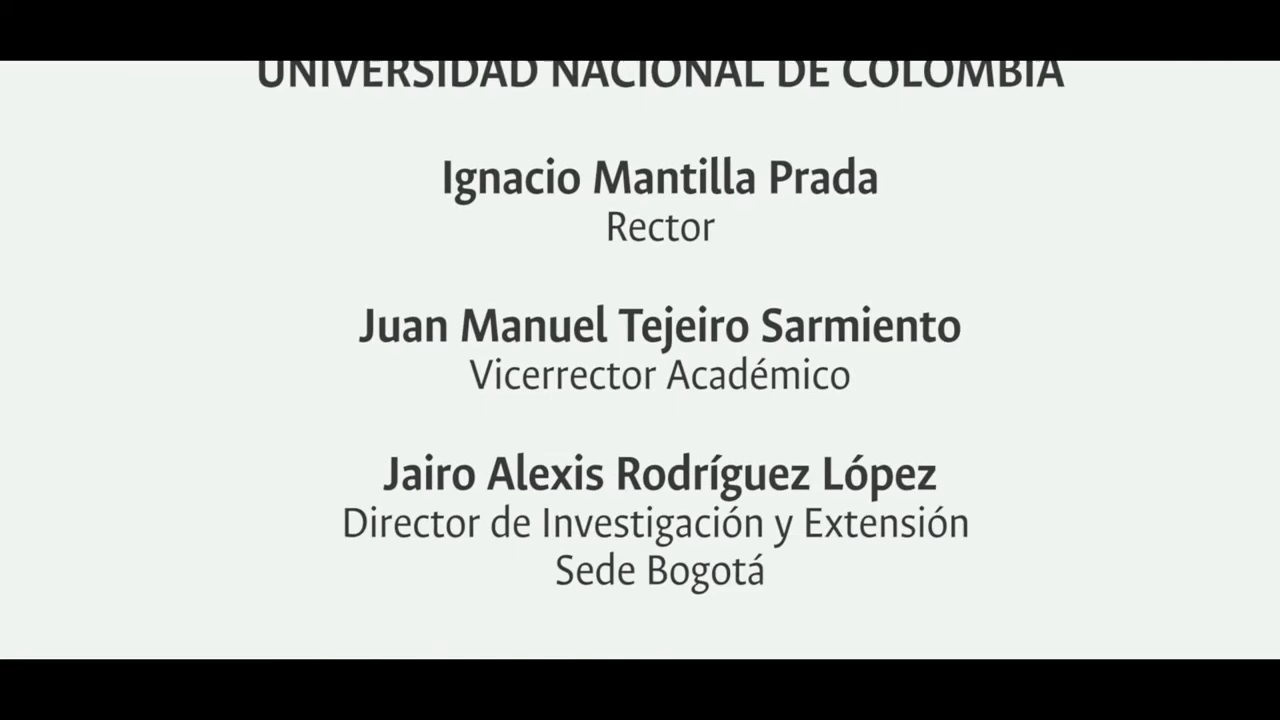 UNIVERSIDAD NACIONAL DE COLOMBIA
Ignacio Mantilla Prada
Rector
Juan Manuel Tejeiro Sarmiento
Vicerrector Académico
Jairo Alexis Rodríguez López
Director de Investigación y Extensión
Sede Bogotá